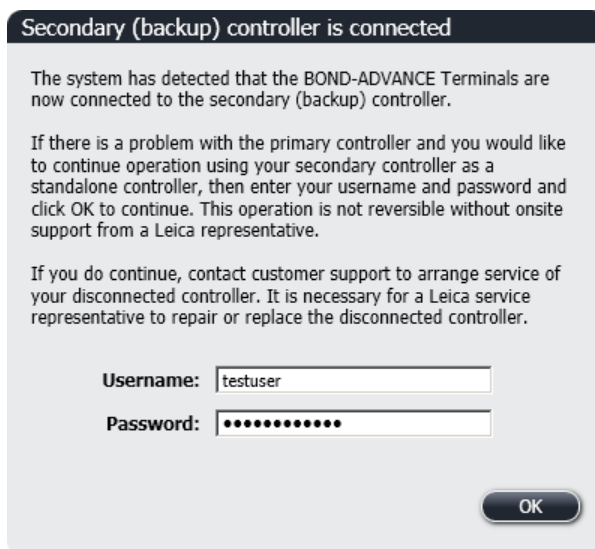 Secondary (backup) controller is connected
The system has detected that the BOND-ADVANCE Terminals are
now connected to the secondary (backup) controller.
If there is a problem with the primary controller and you would like
to continue operation using your secondary controller as a
standalone controller, then enter your username and password and
click OK to continue. This operation is not reversible without onsite
support from a Leica representative.
If you do continue, contact customer support to arrange service of
your disconnected controller. It is necessary for a Leica service
representative to repair or replace the disconnected controller.
Username: testuser
Password: ●●●●●●●●●●●●
OK